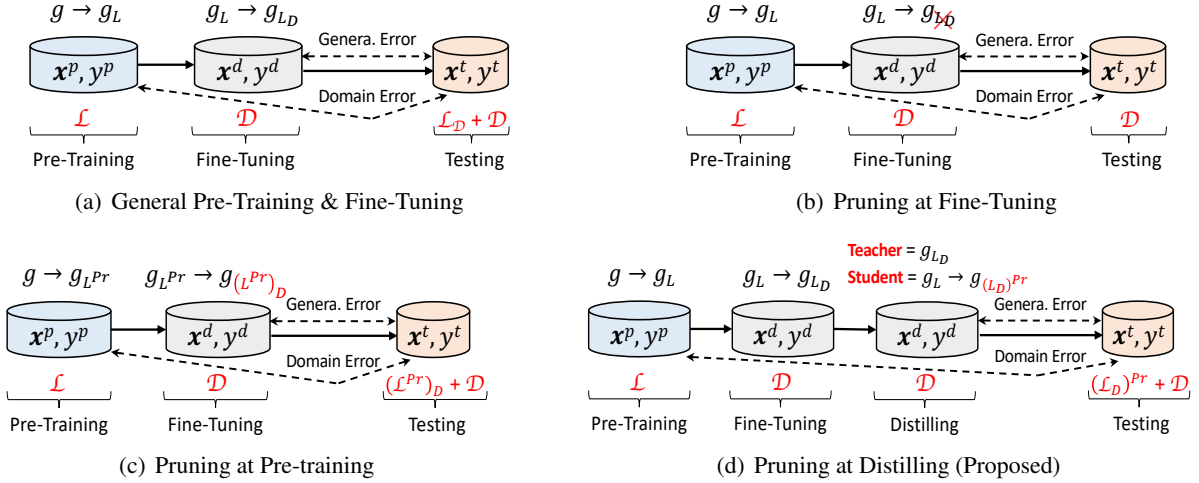 g → g_L    g_L → g_{L_D}
Genera. Error
x^p, y^p    x^d, y^d    x^t, y^t
Domain Error
ℒ    𝒟    ℒ_𝒟 + 𝒟
Pre-Training    Fine-Tuning    Testing
(a) General Pre-Training & Fine-Tuning
g → g_L    g_L → g_{L_D}
Genera. Error
x^p, y^p    x^d, y^d    x^t, y^t
Domain Error
ℒ    𝒟    𝒟
Pre-Training    Fine-Tuning    Testing
(b) Pruning at Fine-Tuning
g → g_{L^{Pr}}    g_{L^{Pr}} → g_{(L^{Pr})_D}
Genera. Error
x^p, y^p    x^d, y^d    x^t, y^t
Domain Error
ℒ    𝒟    (ℒ^{Pr})_D + 𝒟
Pre-Training    Fine-Tuning    Testing
(c) Pruning at Pre-training
Teacher = g_{L_D}
g → g_L    g_L → g_{L_D}    Student = g_L → g_{(L_D)^{Pr}}
Genera. Error
x^p, y^p    x^d, y^d    x^d, y^d    x^t, y^t
Domain Error
ℒ    𝒟    𝒟    (ℒ_D)^{Pr} + 𝒟
Pre-Training    Fine-Tuning    Distilling    Testing
(d) Pruning at Distilling (Proposed)